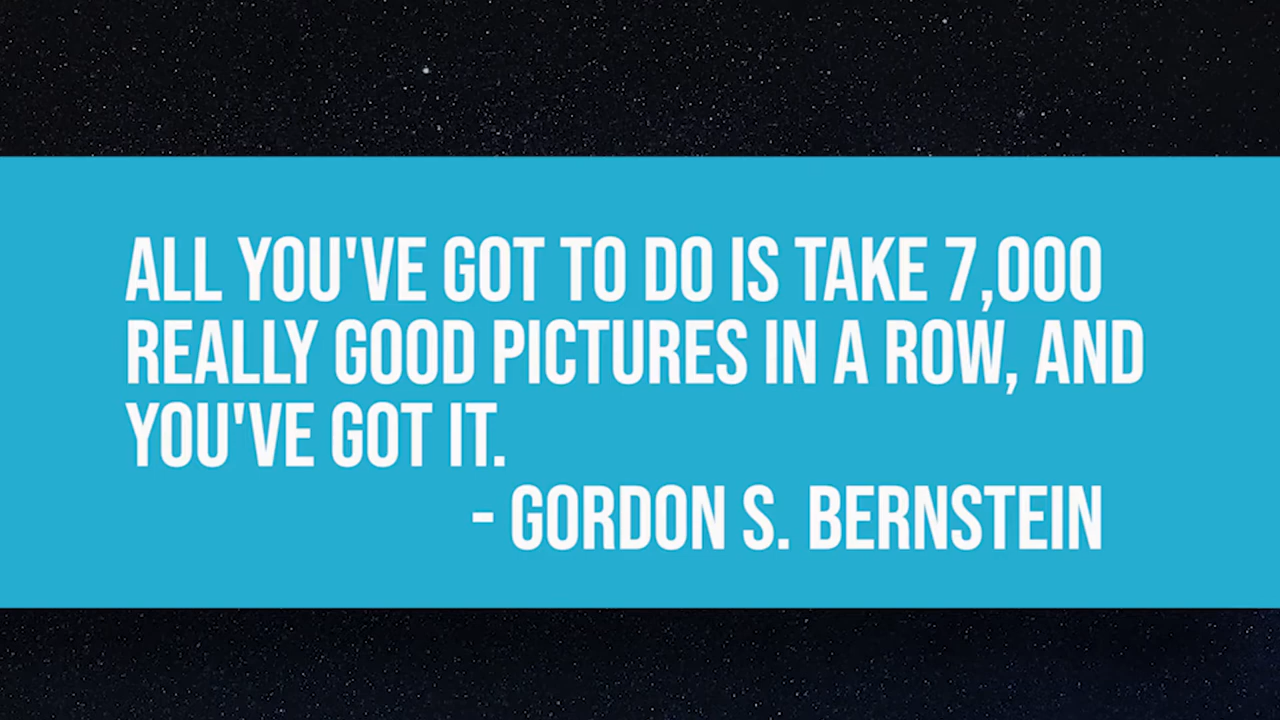 ALL YOU'VE GOT TO DO IS TAKE 7,000
REALLY GOOD PICTURES IN A ROW, AND
YOU'VE GOT IT.
- GORDON S. BERNSTEIN